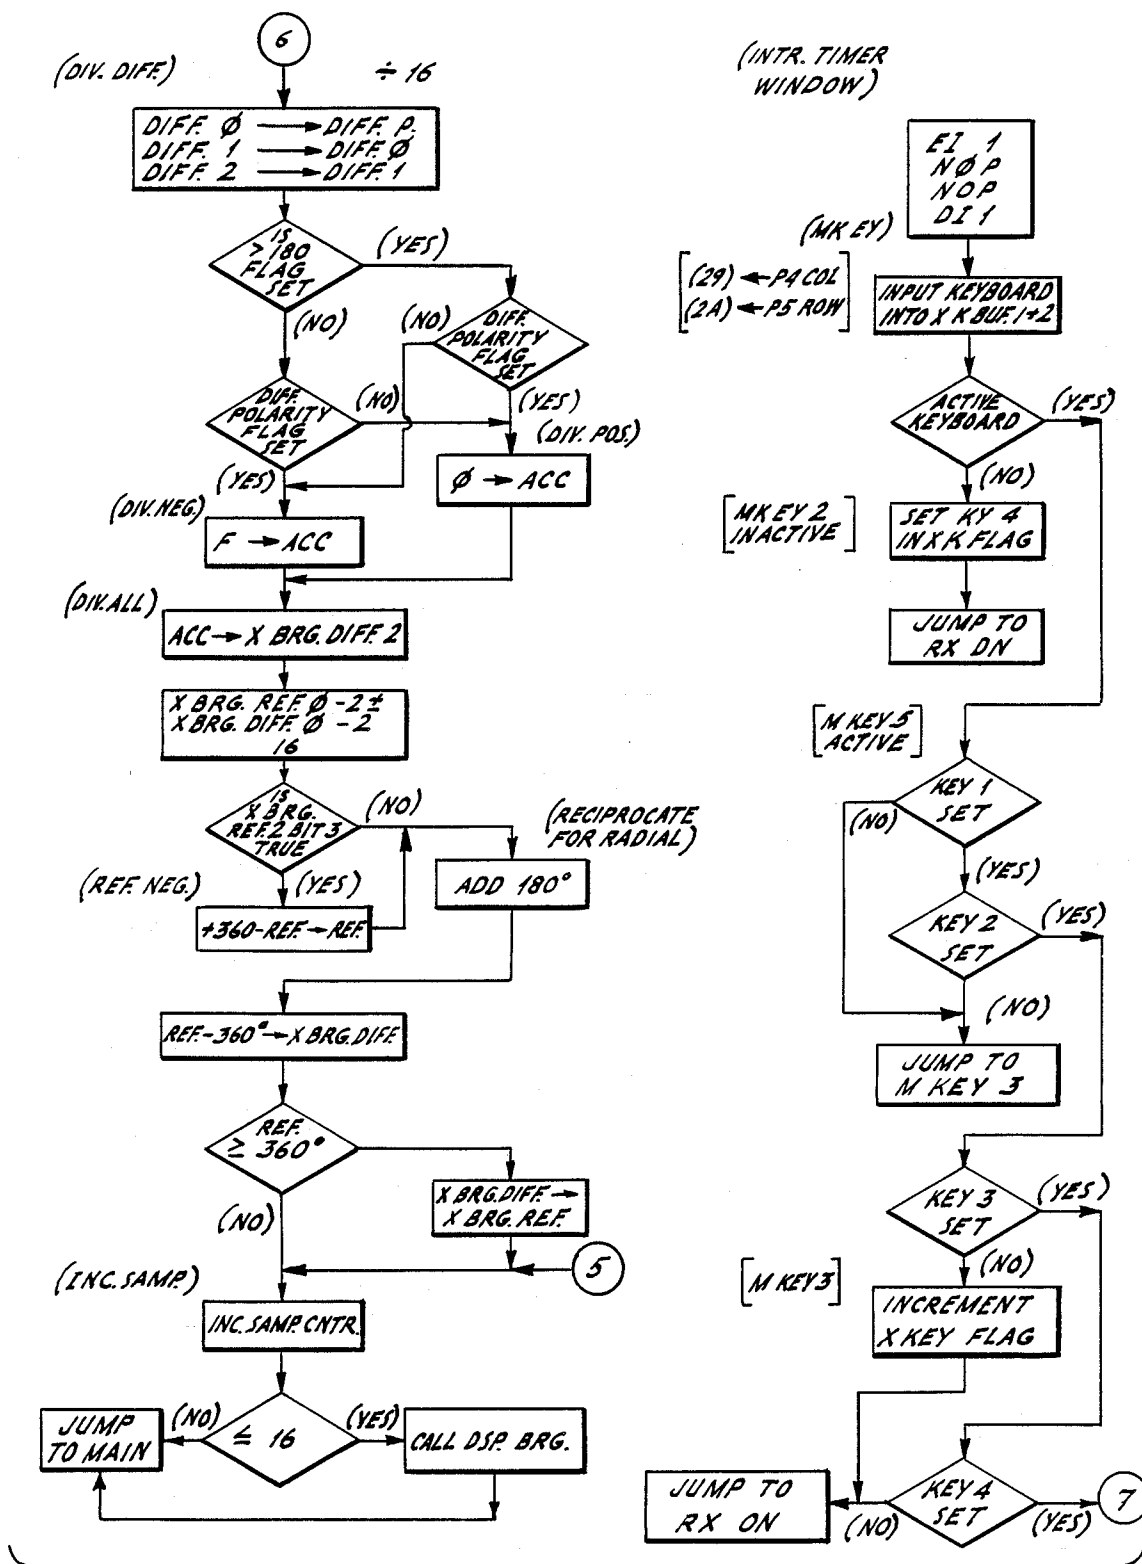 6
(DIV. DIFF.)
÷ 16
DIFF. Ø → DIFF. P.
DIFF. 1 → DIFF. Ø
DIFF. 2 → DIFF. 1
IS
> 180
FLAG
SET
(YES)
(NO)
DIFF.
POLARITY
FLAG
SET
(NO)
(YES)
DIFF.
POLARITY
FLAG
SET
(NO)
(YES)
(DIV. POS.)
Ø → ACC
(DIV. NEG.)
F → ACC
(DIV. ALL)
ACC → X BRG. DIFF. 2
X BRG. REF. Ø - 2 ±
X BRG. DIFF. Ø - 2
16
IS
X BRG.
REF. 2 BIT 3
TRUE
(NO)
(YES)
(REF. NEG.)
+360-REF. → REF.
(RECIPROCATE
FOR RADIAL)
ADD 180°
REF. - 360° → X BRG. DIFF.
REF.
≥ 360°
(NO)
X BRG. DIFF. →
X BRG. REF.
5
(INC. SAMP.)
INC. SAMP. CNTR.
≤ 16
(NO)
(YES)
JUMP
TO MAIN
CALL DSP. BRG.
(INTR. TIMER
WINDOW)
EI 1
NØP
NOP
DI 1
(MKEY)
[(29) ← P4 COL
(2A) ← P5 ROW]
INPUT KEYBOARD
INTO X K BUF. 1+2
ACTIVE
KEYBOARD
(YES)
(NO)
[MKEY 2
INACTIVE]
SET KY 4
IN X K FLAG
JUMP TO
RX DN
[M KEY 5
ACTIVE]
KEY 1
SET
(NO)
(YES)
KEY 2
SET
(YES)
(NO)
JUMP TO
M KEY 3
KEY 3
SET
(YES)
(NO)
[M KEY 3]
INCREMENT
X KEY FLAG
KEY 4
SET
(NO)
(YES)
JUMP TO
RX ON
7